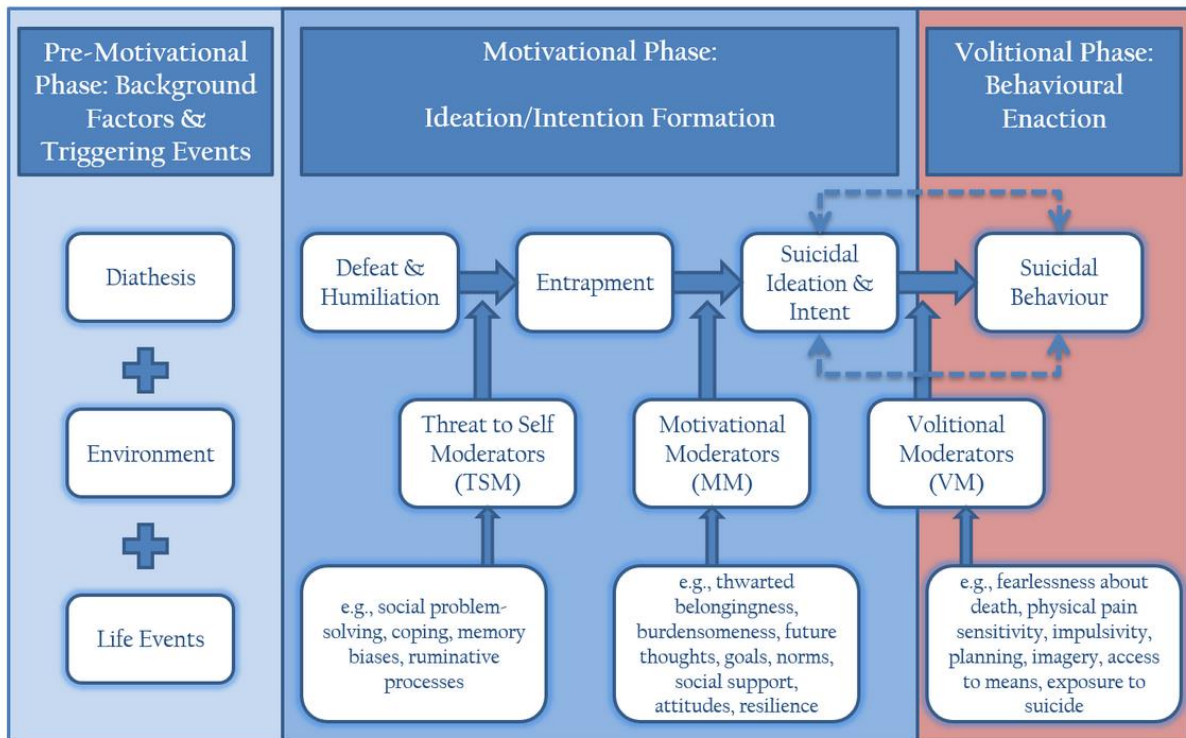 Pre-Motivational
Phase: Background
Factors &
Triggering Events
Motivational Phase:
Ideation/Intention Formation
Volitional Phase:
Behavioural
Enaction
Diathesis
Environment
Life Events
Defeat &
Humiliation
Entrapment
Suicidal
Ideation &
Intent
Suicidal
Behaviour
Threat to Self
Moderators
(TSM)
Motivational
Moderators
(MM)
Volitional
Moderators
(VM)
e.g., social problem-
solving, coping, memory
biases, ruminative
processes
e.g., thwarted
belongingness,
burdensomeness, future
thoughts, goals, norms,
social support,
attitudes, resilience
e.g., fearlessness about
death, physical pain
sensitivity, impulsivity,
planning, imagery, access
to means, exposure to
suicide